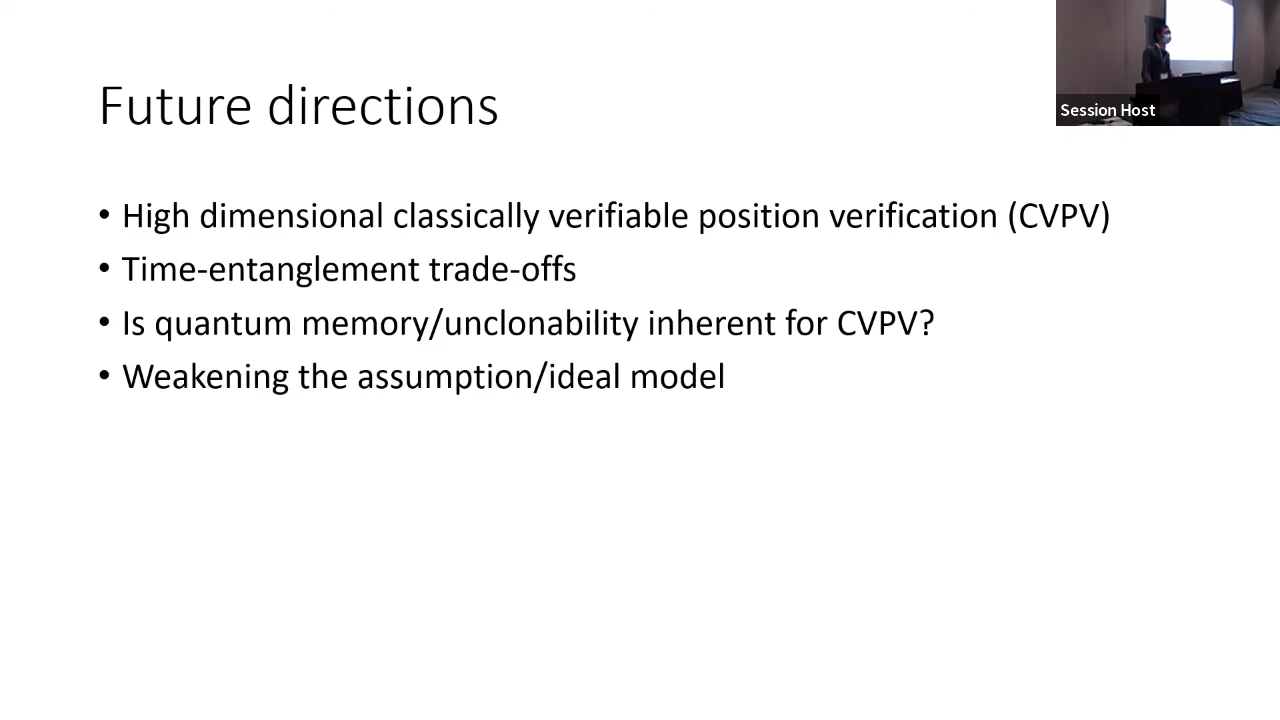 Future directions
Session Host
• High dimensional classically verifiable position verification (CVPV)
• Time-entanglement trade-offs
• Is quantum memory/unclonability inherent for CVPV?
• Weakening the assumption/ideal model